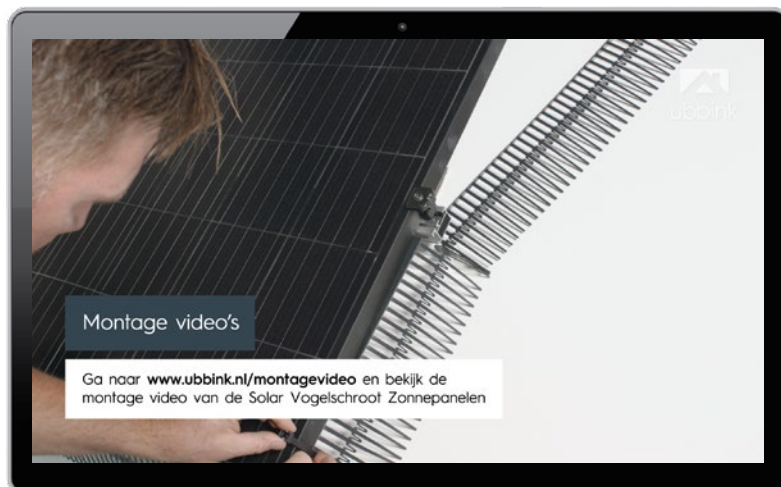 ubbink
Montage video's
Ga naar www.ubbink.nl/montagevideo en bekijk de
montage video van de Solar Vogelschroot Zonnepanelen